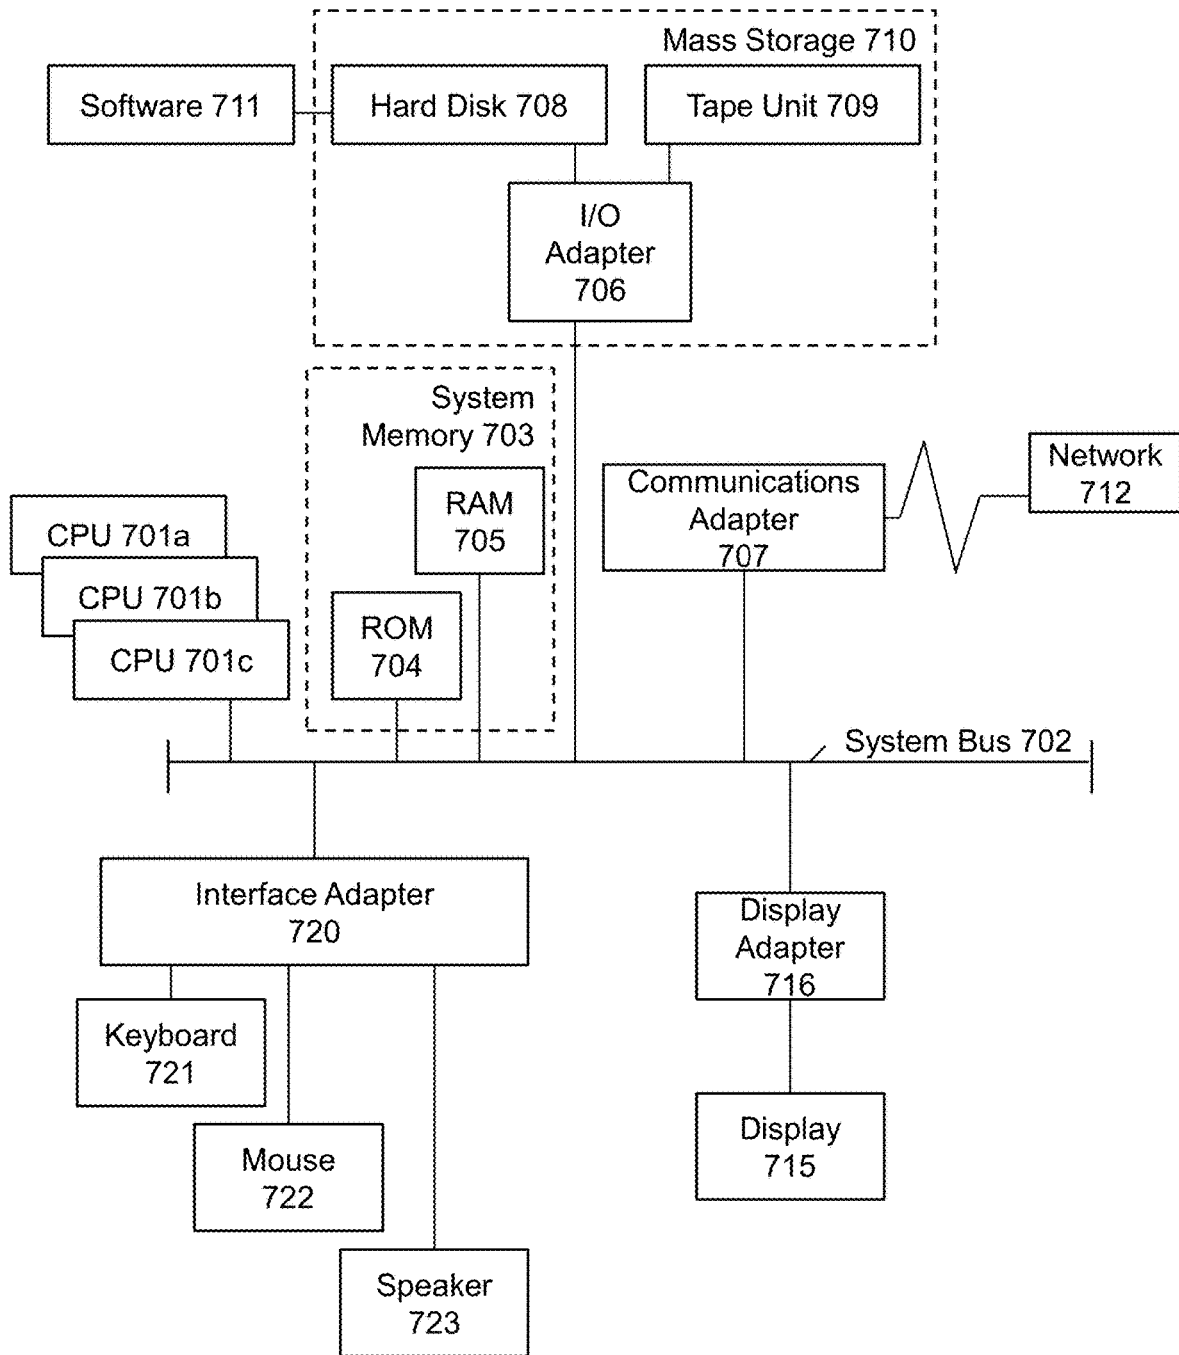 Mass Storage 710
Software 711
Hard Disk 708
Tape Unit 709
I/O
Adapter
706
System
Memory 703
RAM
705
ROM
704
CPU 701a
CPU 701b
CPU 701c
Communications
Adapter
707
Network
712
System Bus 702
Interface Adapter
720
Keyboard
721
Mouse
722
Speaker
723
Display
Adapter
716
Display
715